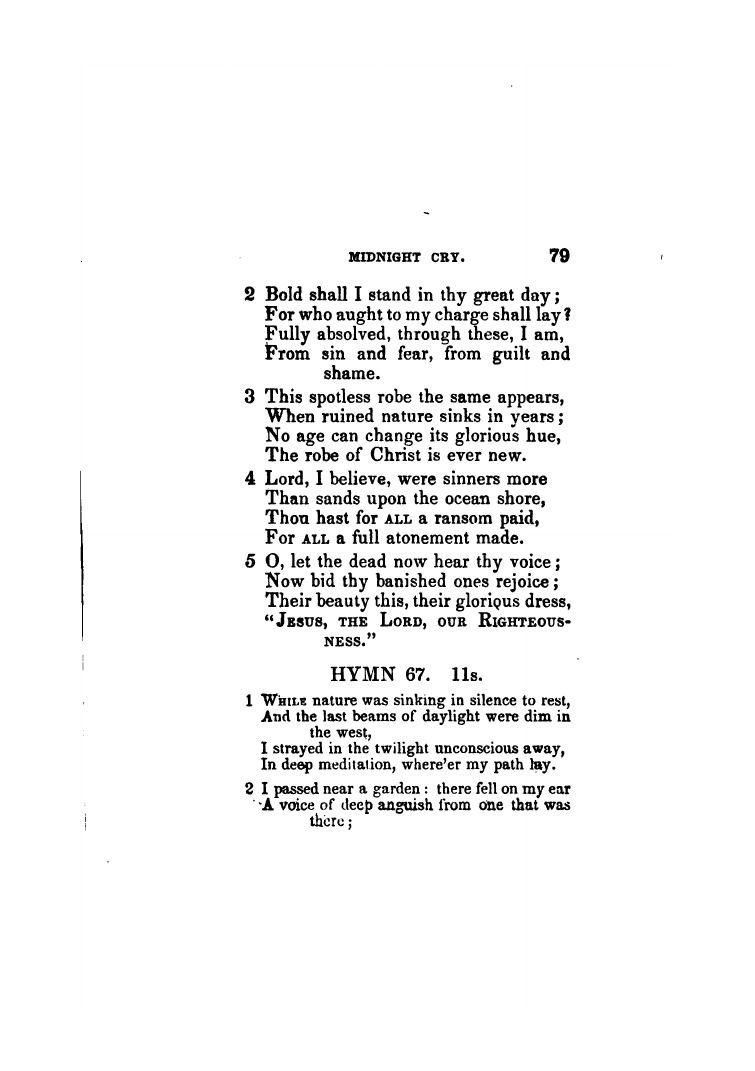 MIDNIGHT CRY. 79
2 Bold shall I stand in thy great day;
For who aught to my charge shall lay?
Fully absolved, through these, I am,
From sin and fear, from guilt and
shame.
3 This spotless robe the same appears,
When ruined nature sinks in years;
No age can change its glorious hue,
The robe of Christ is ever new.
4 Lord, I believe, were sinners more
Than sands upon the ocean shore,
Thou hast for ALL a ransom paid,
For ALL a full atonement made.
5 O, let the dead now hear thy voice;
Now bid thy banished ones rejoice;
Their beauty this, their glorious dress,
"JESUS, THE LORD, OUR RIGHTEOUS-
NESS."
HYMN 67. 11s.
1 WHILE nature was sinking in silence to rest,
And the last beams of daylight were dim in
the west,
I strayed in the twilight unconscious away,
In deep meditation, where'er my path lay.
2 I passed near a garden: there fell on my ear
A voice of deep anguish from one that was
there;